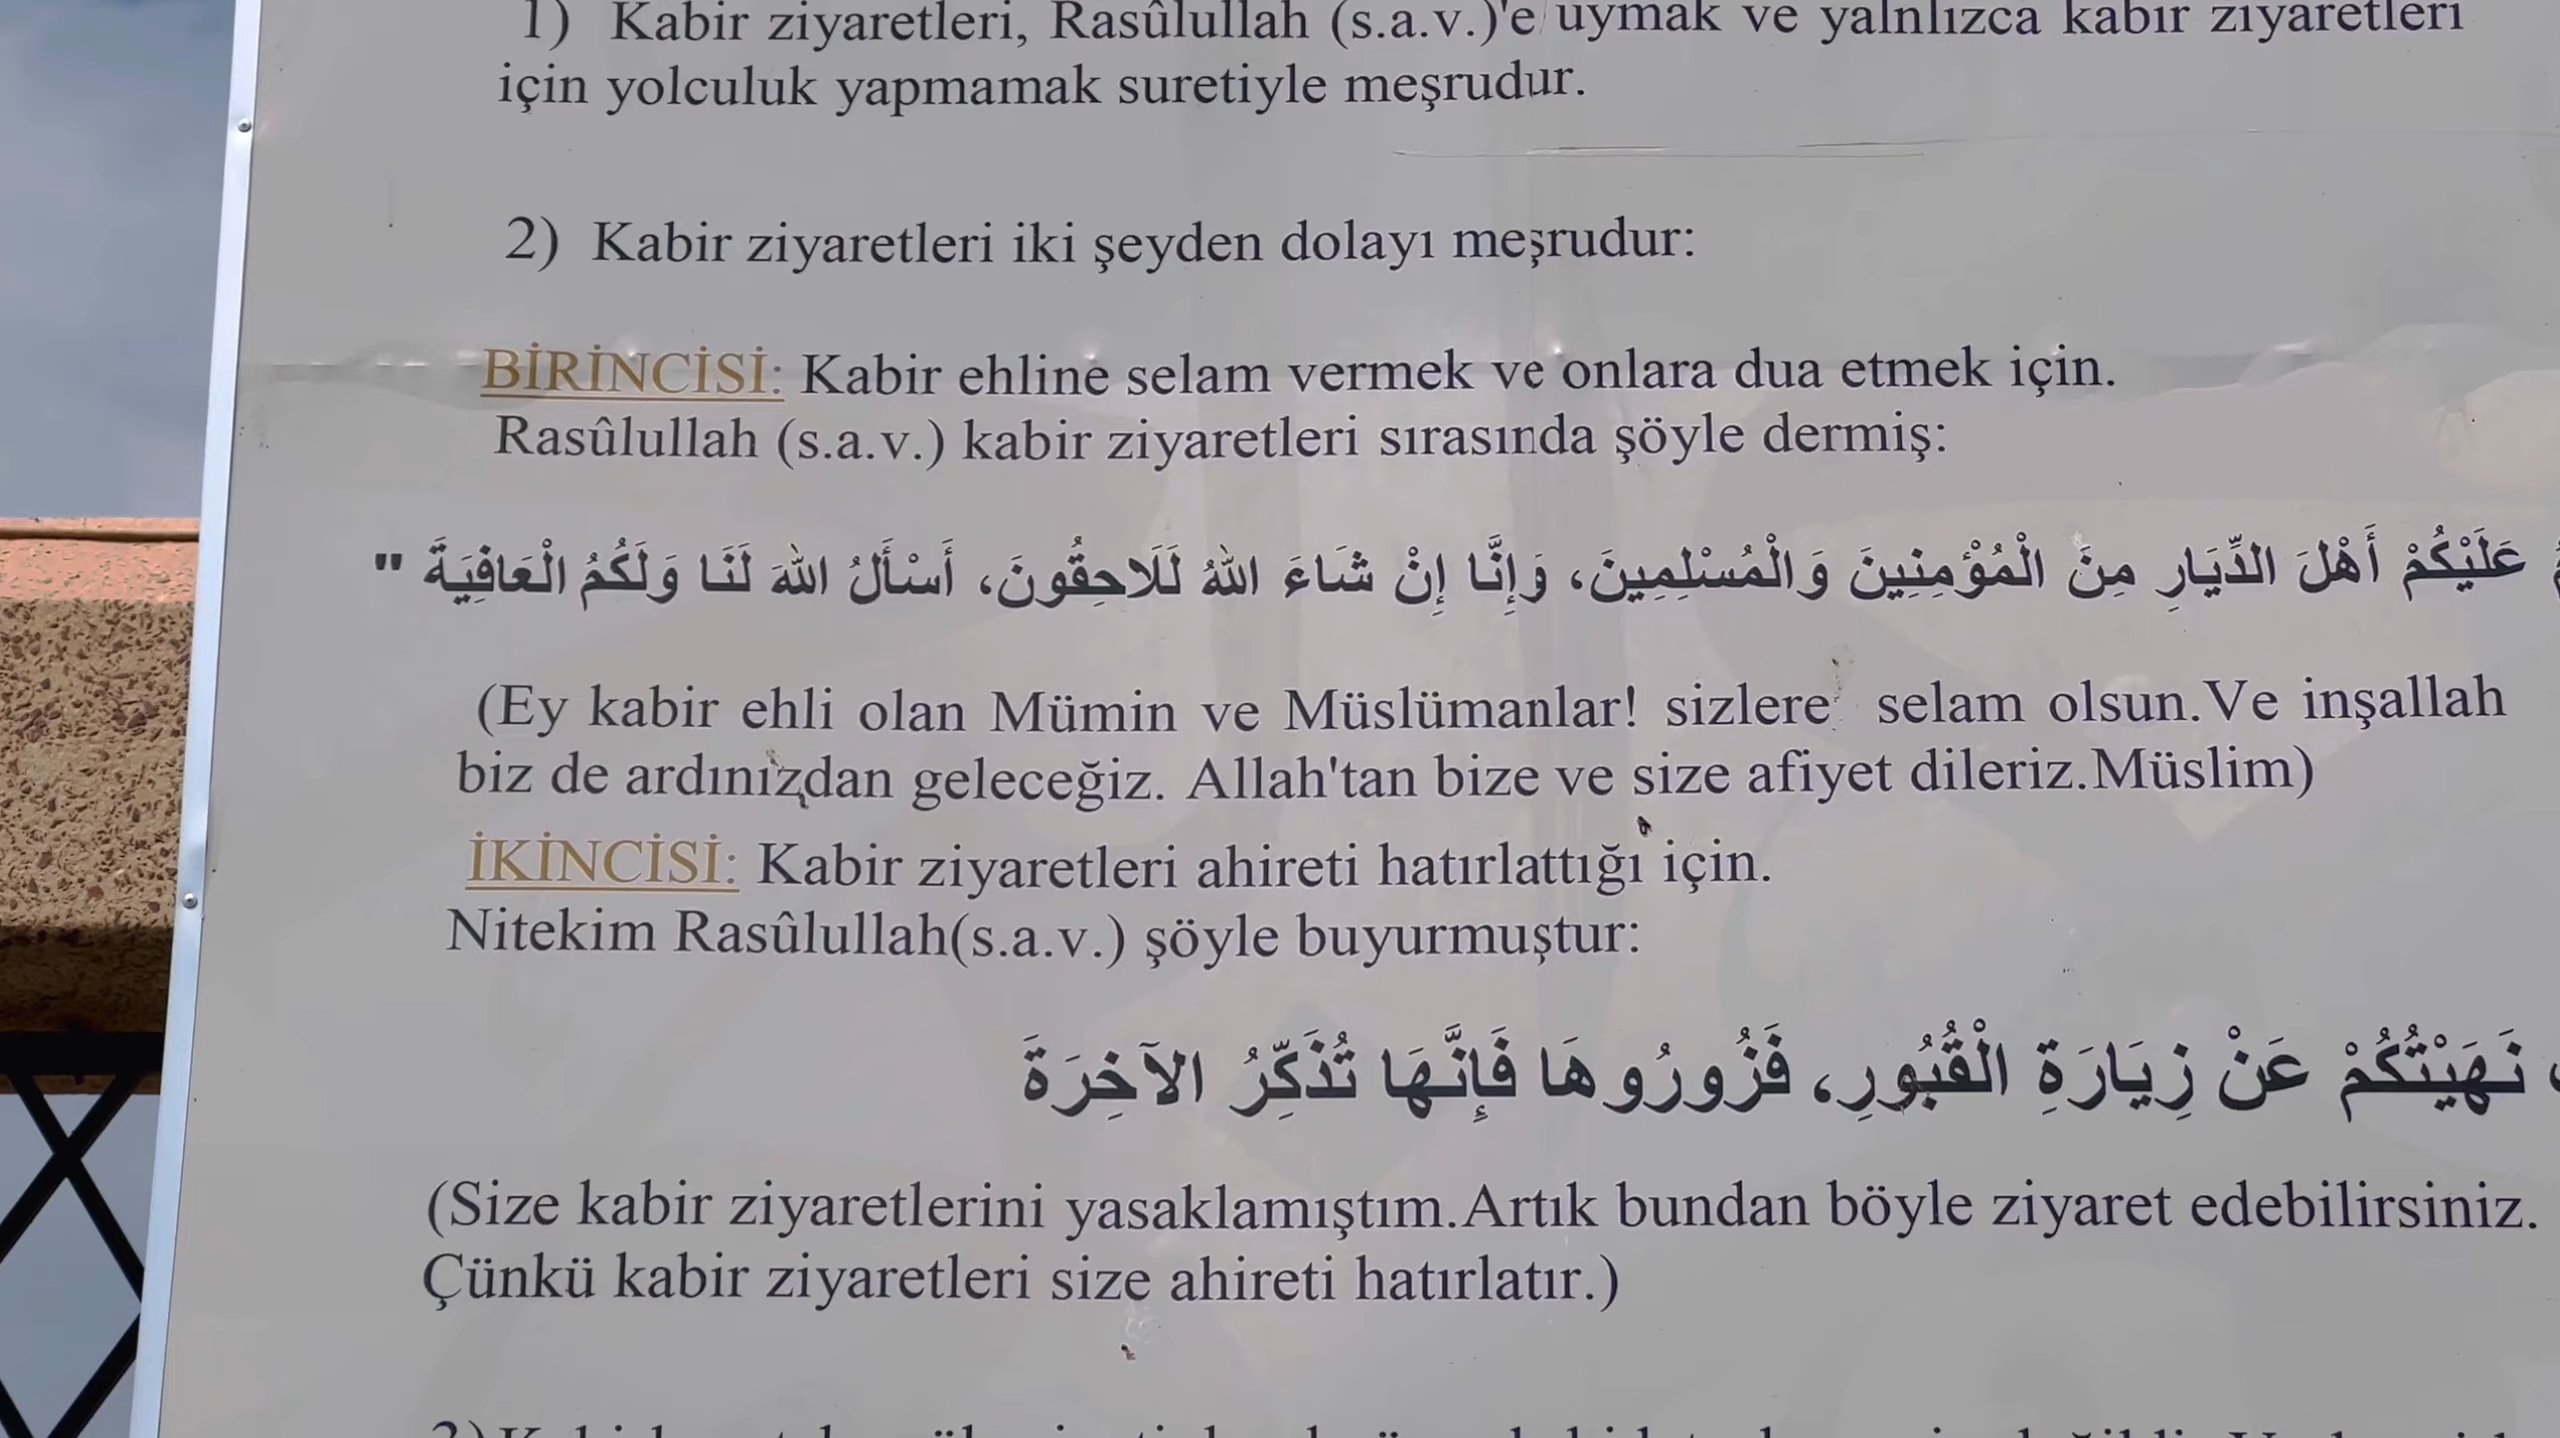 1) Kabir ziyaretleri, Rasûlullah (s.a.v.)'e uymak ve yalnlızca kabir ziyaretleri
için yolculuk yapmamak suretiyle meşrudur.
2) Kabir ziyaretleri iki şeyden dolayı meşrudur:
BİRİNCİSİ: Kabir ehline selam vermek ve onlara dua etmek için.
Rasûlullah (s.a.v.) kabir ziyaretleri sırasında şöyle dermiş:
عَلَيْكُمْ أَهْلَ الدِّيَارِ مِنَ الْمُؤْمِنِينَ وَالْمُسْلِمِينَ، وَإِنَّا إِنْ شَاءَ اللهُ لَلَاحِقُونَ، أَسْأَلُ اللهَ لَنَا وَلَكُمُ الْعَافِيَةَ "
(Ey kabir ehli olan Mümin ve Müslümanlar! sizlere selam olsun.Ve inşallah
biz de ardınızdan geleceğiz. Allah'tan bize ve size afiyet dileriz.Müslim)
İKİNCİSİ: Kabir ziyaretleri ahireti hatırlattığı için.
Nitekim Rasûlullah(s.a.v.) şöyle buyurmuştur:
نَهَيْتُكُمْ عَنْ زِيَارَةِ الْقُبُورِ، فَزُورُوهَا فَإِنَّهَا تُذَكِّرُ الآخِرَةَ
(Size kabir ziyaretlerini yasaklamıştım.Artık bundan böyle ziyaret edebilirsiniz.
Çünkü kabir ziyaretleri size ahireti hatırlatır.)